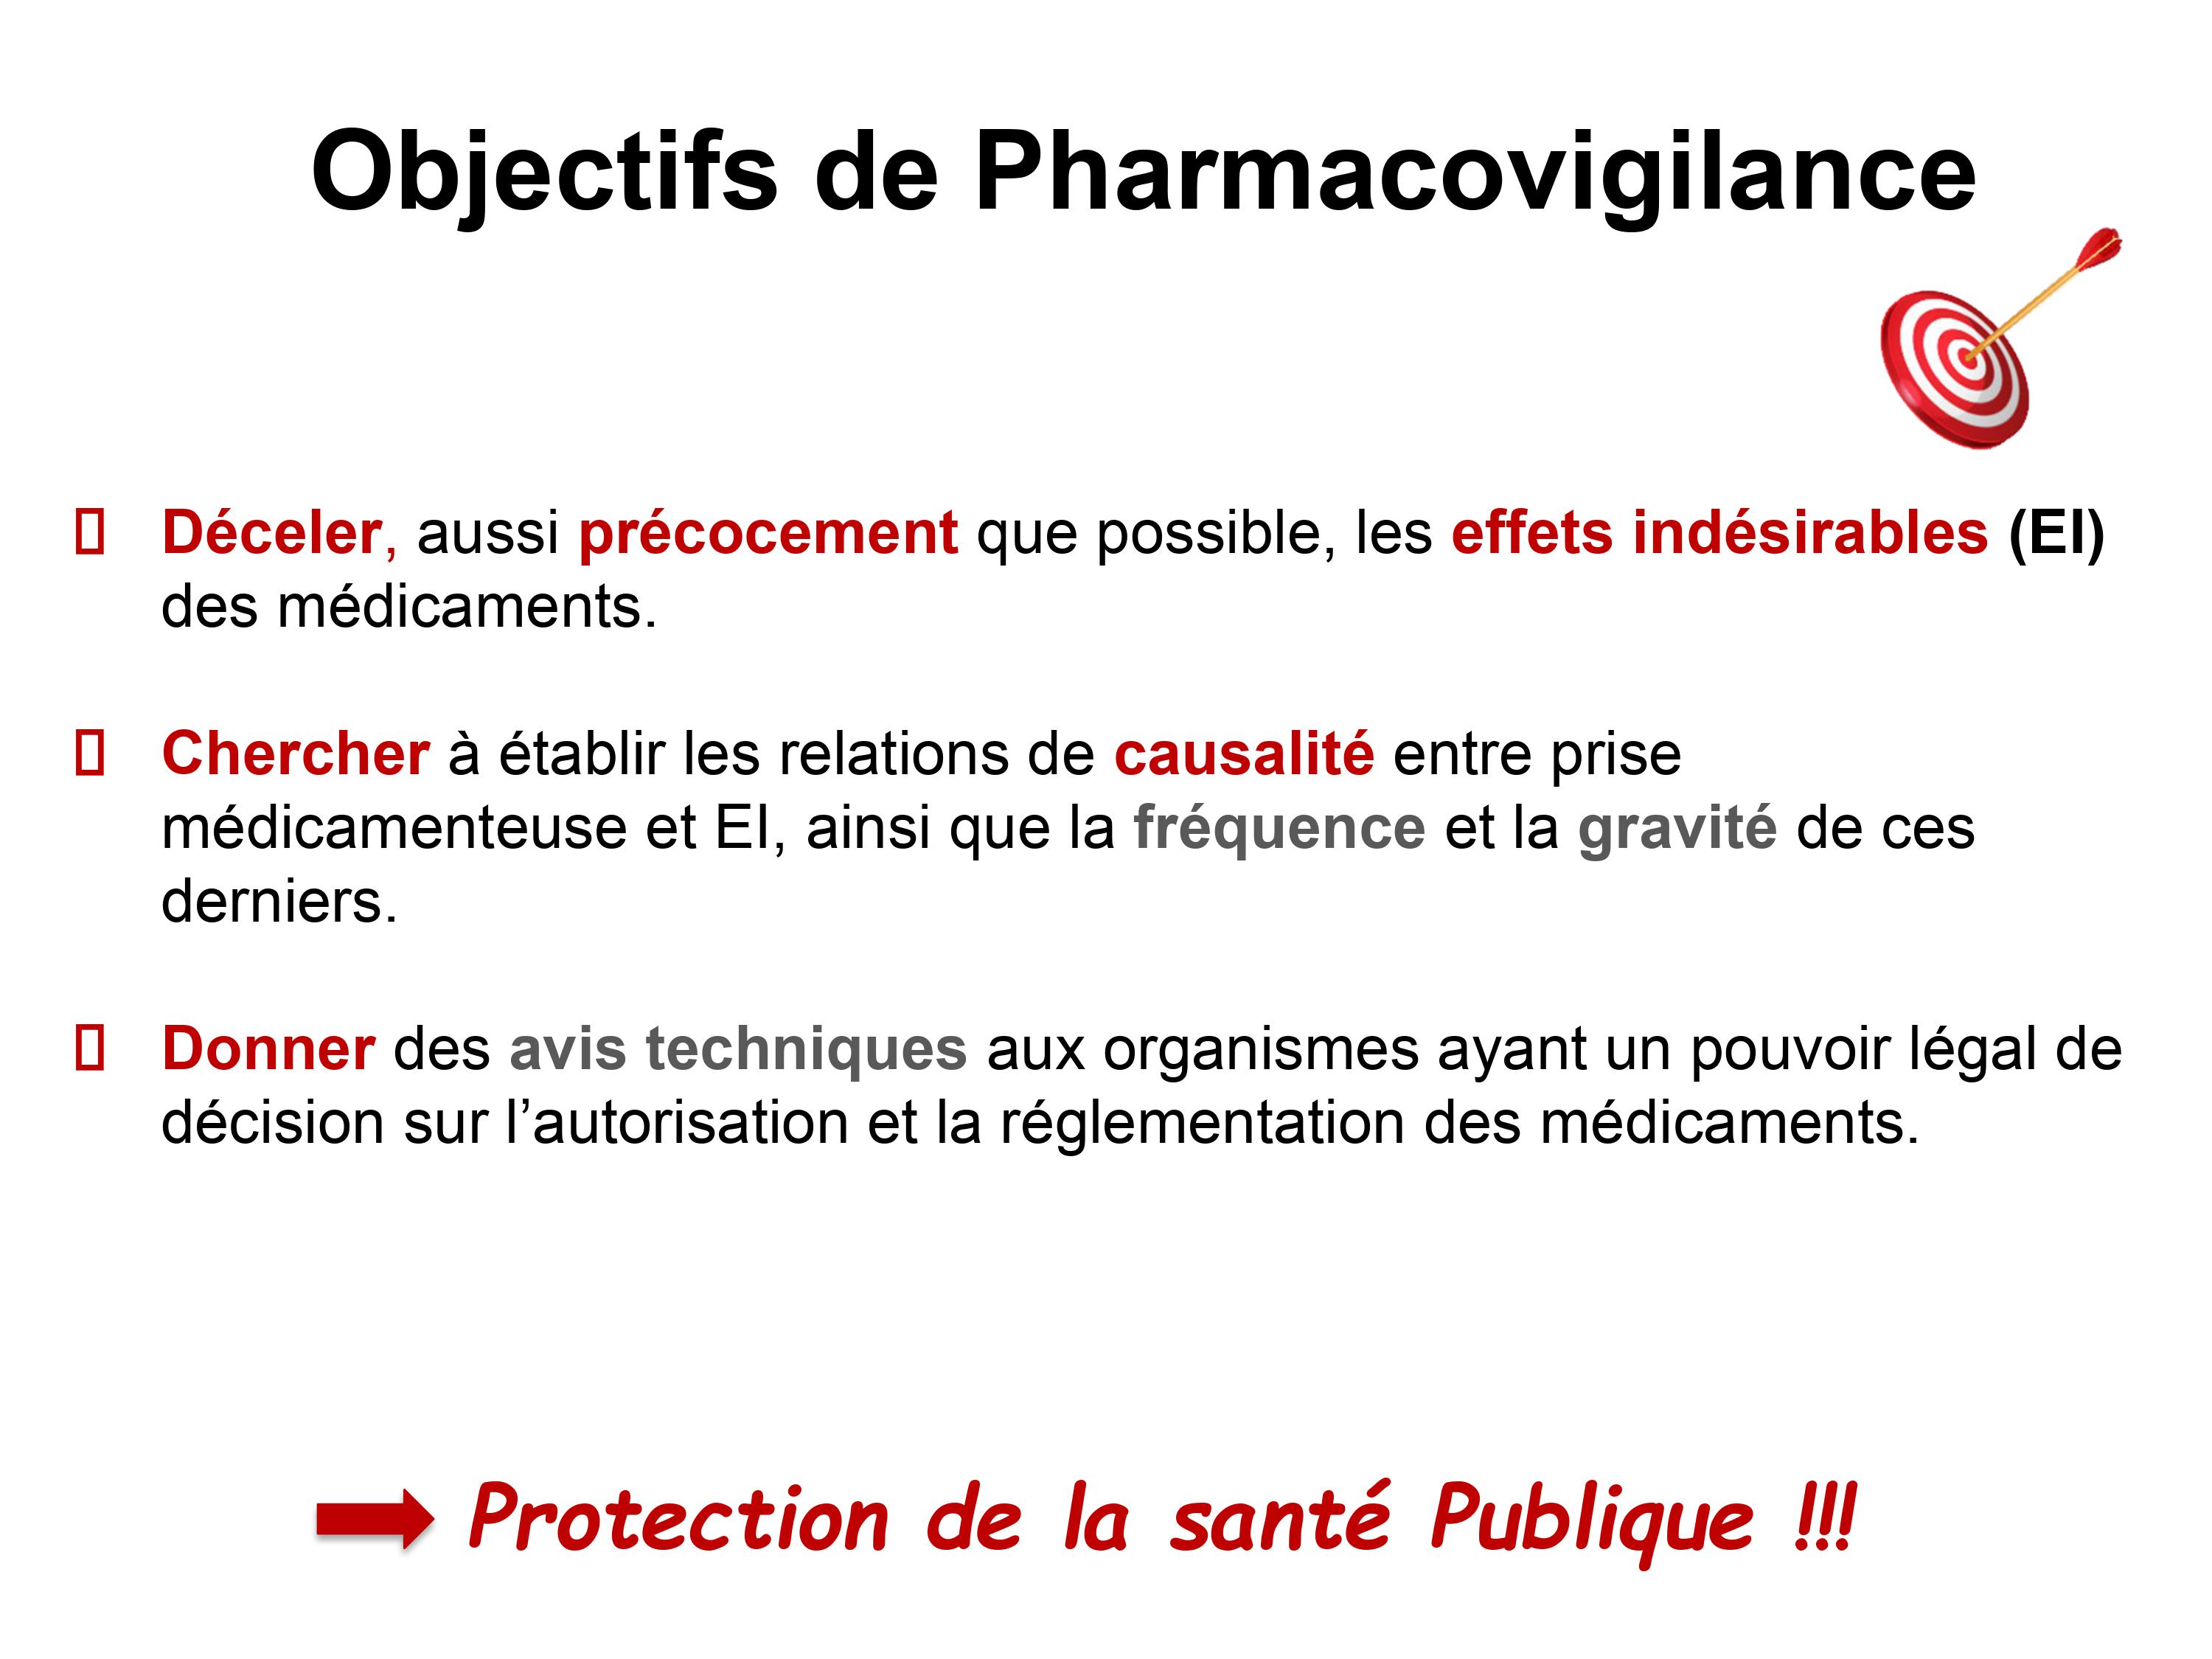 Objectifs de Pharmacovigilance
Déceler, aussi précocement que possible, les effets indésirables (EI)
des médicaments.
Chercher à établir les relations de causalité entre prise
médicamenteuse et EI, ainsi que la fréquence et la gravité de ces
derniers.
Donner des avis techniques aux organismes ayant un pouvoir légal de
décision sur l’autorisation et la réglementation des médicaments.
Protection de la santé Publique !!!